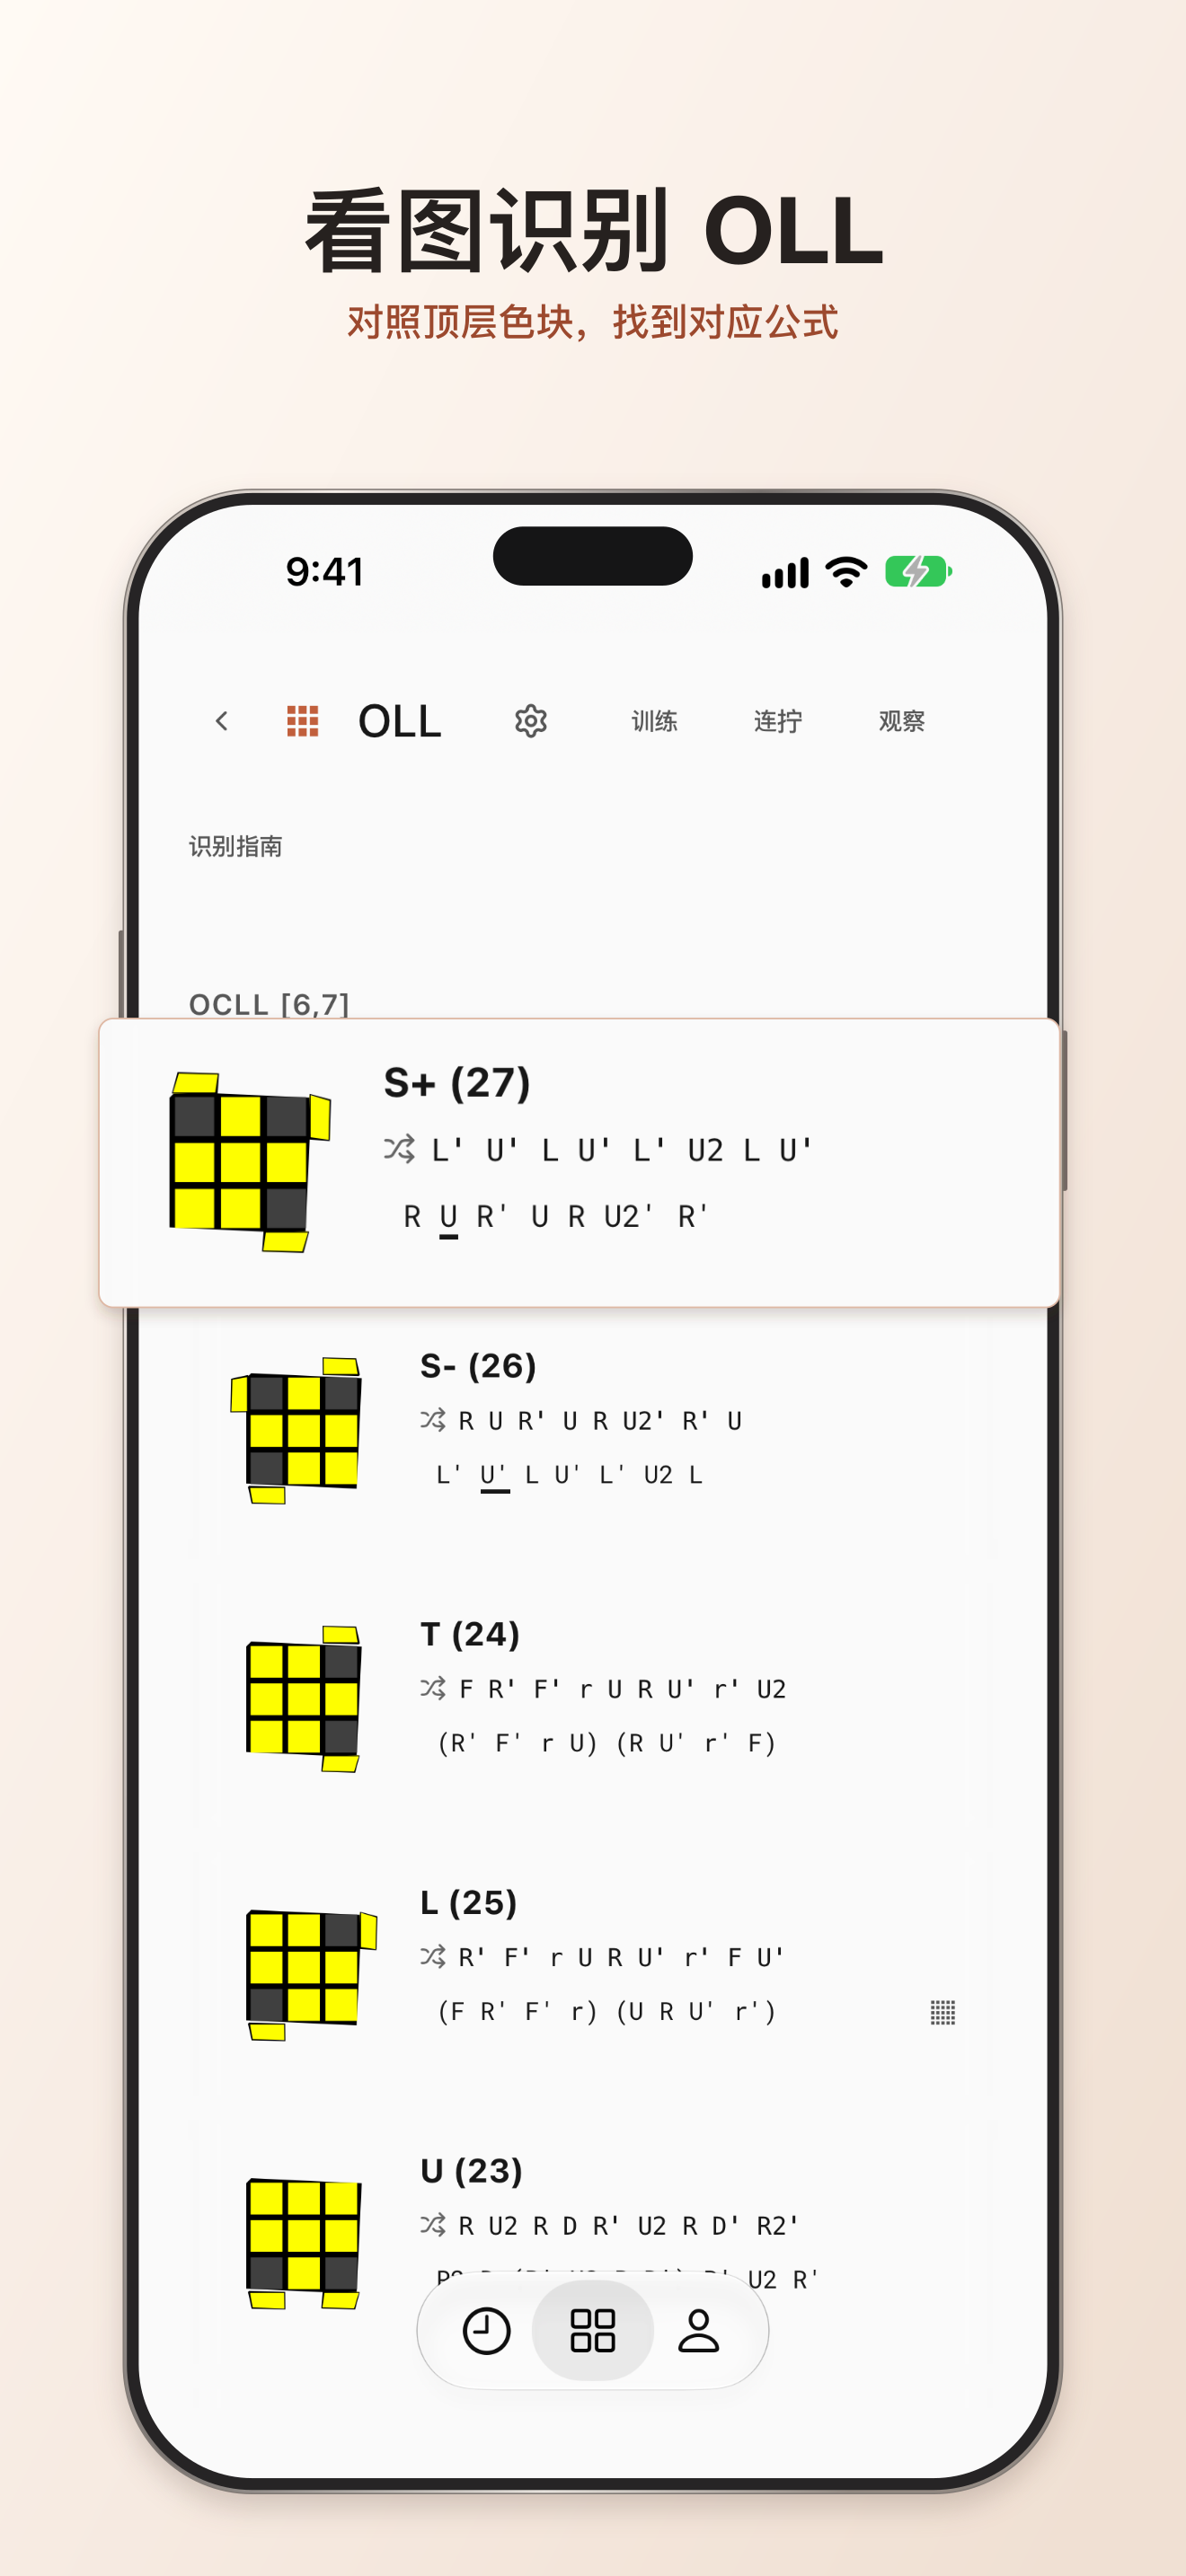 看图识别 OLL
对照顶层色块，找到对应公式
9:41
OLL 训练 连拧 观察
识别指南
OCLL [6,7]
S+ (27)
L' U' L U' L' U2 L U'
R U R' U R U2' R'
S- (26)
R U R' U R U2' R' U
L' U' L U' L' U2 L
T (24)
F R' F' r U R U' r' U2
(R' F' r U) (R U' r' F)
L (25)
R' F' r U R U' r' F U'
(F R' F' r) (U R U' r')
U (23)
R U2 R D R' U2 R D' R2'
U2 R'